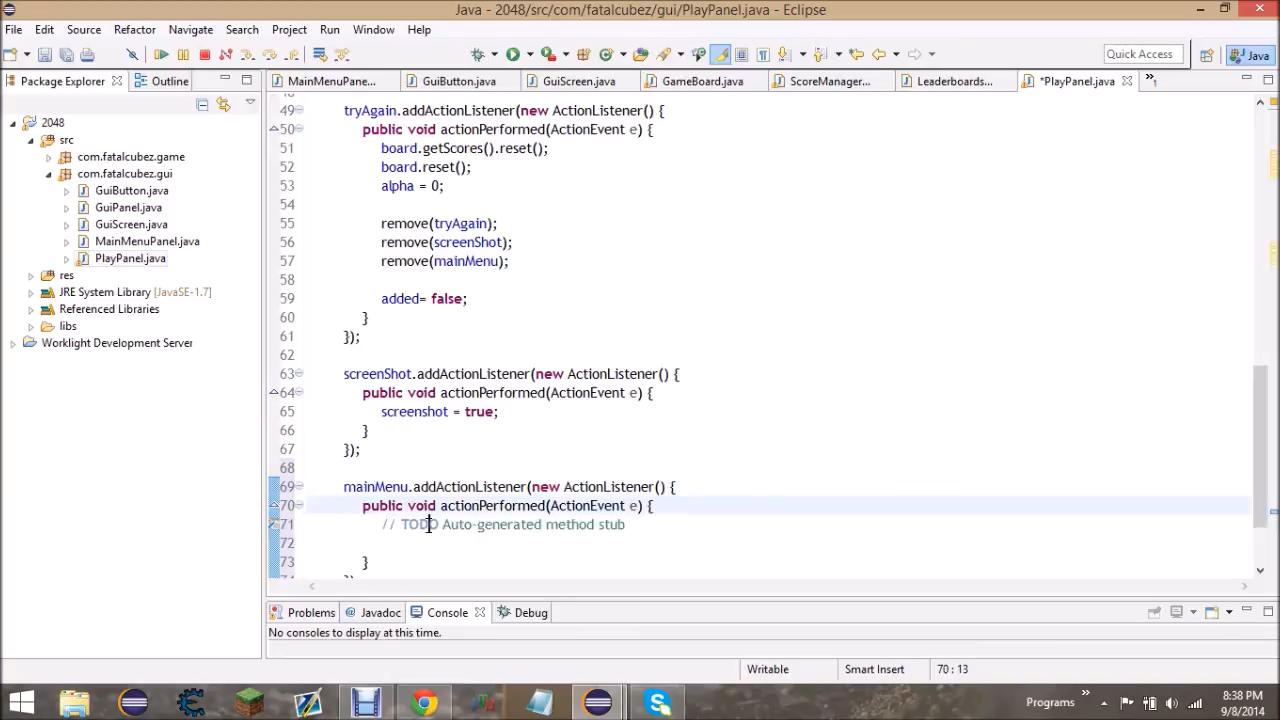 Java - 2048/src/com/fatalcubez/gui/PlayPanel.java - Eclipse
File Edit Source Refactor Navigate Search Project Run Window Help
Quick Access
Java
Package Explorer
Outline
MainMenuPane...
GuiButton.java
GuiScreen.java
GameBoard.java
ScoreManager...
Leaderboards...
*PlayPanel.java
2048
src
com.fatalcubez.game
com.fatalcubez.gui
GuiButton.java
GuiPanel.java
GuiScreen.java
MainMenuPanel.java
PlayPanel.java
res
JRE System Library [JavaSE-1.7]
Referenced Libraries
libs
Worklight Development Server
49 tryAgain.addActionListener(new ActionListener() {
50 public void actionPerformed(ActionEvent e) {
51 board.getScores().reset();
52 board.reset();
53 alpha = 0;
54
55 remove(tryAgain);
56 remove(screenShot);
57 remove(mainMenu);
58
59 added= false;
60 }
61 });
62
63 screenShot.addActionListener(new ActionListener() {
64 public void actionPerformed(ActionEvent e) {
65 screenshot = true;
66 }
67 });
68
69 mainMenu.addActionListener(new ActionListener() {
70 public void actionPerformed(ActionEvent e) {
71 // TODO Auto-generated method stub
72
73 }
Problems
Javadoc
Console
Debug
No consoles to display at this time.
Writable
Smart Insert
70 : 13
Programs
8:38 PM
9/8/2014